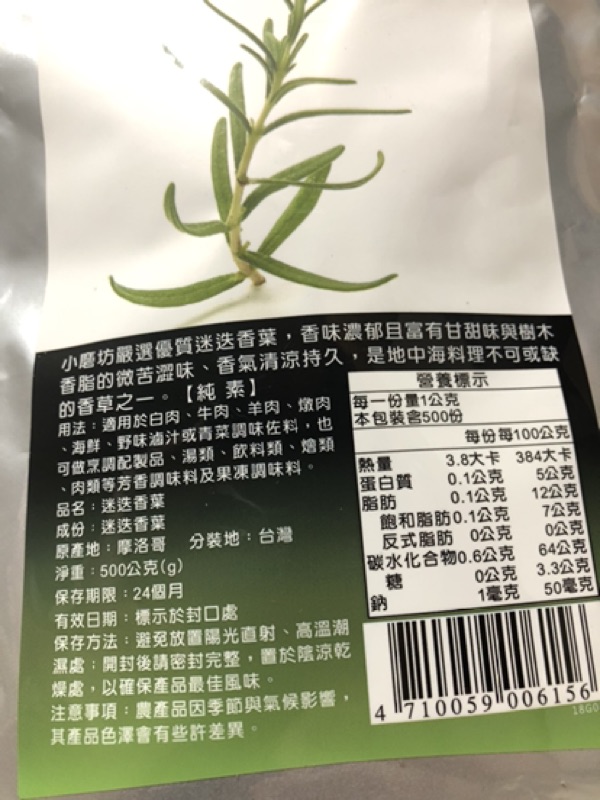 小磨坊嚴選優質迷迭香葉，香味濃郁且富有甘甜味與樹木
香脂的微苦澀味、香氣清涼持久，是地中海料理不可或缺
的香草之一。【純 素】
用法：適用於白肉、牛肉、羊肉、燉肉
、海鮮、野味滷汁或青菜調味佐料，也
可做烹調配製品、湯類、飲料類、燴類
、肉類等芳香調味料及果凍調味料。
品名：迷迭香葉
成份：迷迭香葉
原產地：摩洛哥 分裝地：台灣
淨重：500公克(g)
保存期限：24個月
有效日期：標示於封口處
保存方法：避免放置陽光直射、高溫潮
濕處；開封後請密封完整，置於陰涼乾
燥處，以確保產品最佳風味。
注意事項：農產品因季節與氣候影響，
其產品色澤會有些許差異。
營養標示
每一份量1公克
本包裝含500份
每份 每100公克
熱量 3.8大卡 384大卡
蛋白質 0.1公克 5公克
脂肪 0.1公克 12公克
飽和脂肪 0.1公克 7公克
反式脂肪 0公克 0公克
碳水化合物 0.6公克 64公克
糖 0公克 3.3公克
鈉 1毫克 50毫克
4 710059 006156